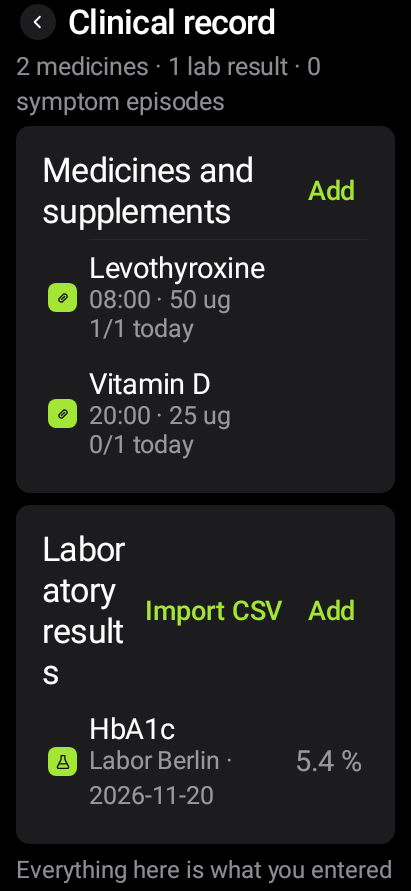 Clinical record
2 medicines · 1 lab result · 0
symptom episodes
Medicines and
supplements
Add
Levothyroxine
08:00 · 50 ug
1/1 today
Vitamin D
20:00 · 25 ug
0/1 today
Labor
atory
result
s
Import CSV
Add
HbA1c
Labor Berlin ·
2026-11-20
5.4 %
Everything here is what you entered